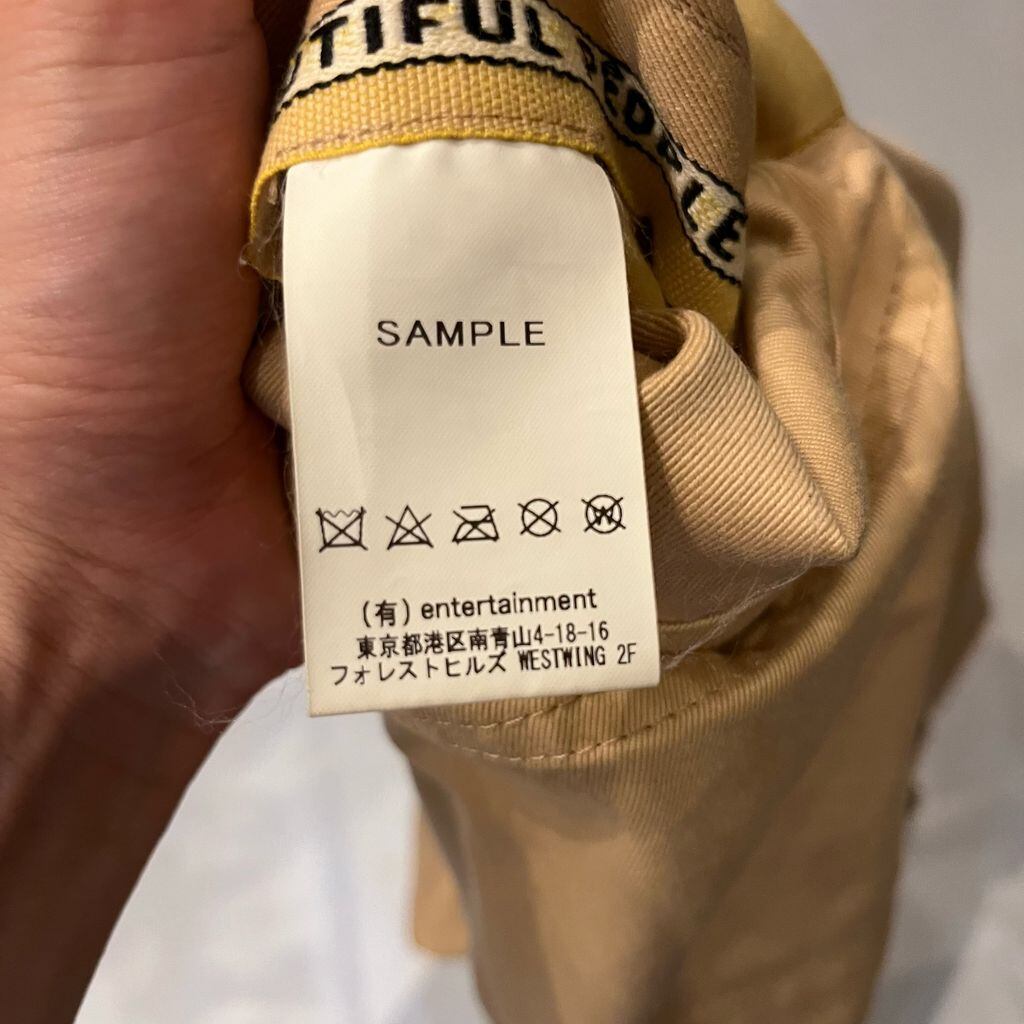 UTIFUL PEOPLE
SAMPLE
(有) entertainment
東京都港区南青山4-18-16
フォレストヒルズ WESTWING 2F